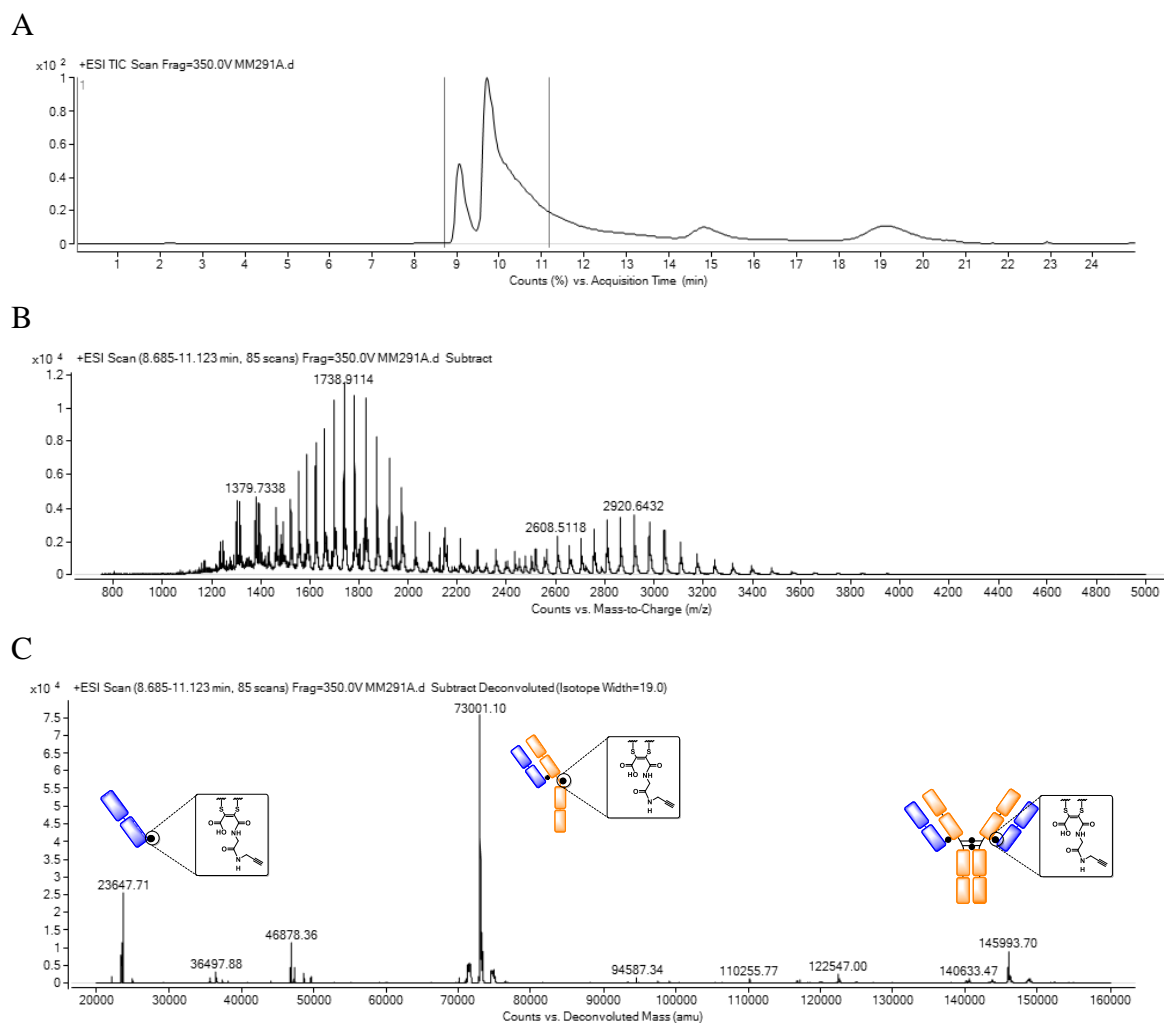 A
x10 2 +ESI TIC Scan Frag=350.0V MM291A.d
1
1
0.8
0.6
0.4
0.2
0
1 2 3 4 5 6 7 8 9 10 11 12 13 14 15 16 17 18 19 20 21 22 23 24
Counts (%) vs. Acquisition Time (min)
B
x10 4 +ESI Scan (8.685-11.123 min, 85 scans) Frag=350.0V MM291A.d Subtract
1.2
1738.9114
1
0.8
0.6
1379.7338
2920.6432
0.4
2608.5118
0.2
0
800 1000 1200 1400 1600 1800 2000 2200 2400 2600 2800 3000 3200 3400 3600 3800 4000 4200 4400 4600 4800 5000
Counts vs. Mass-to-Charge (m/z)
C
x10 4 +ESI Scan (8.685-11.123 min, 85 scans) Frag=350.0V MM291A.d Subtract Deconvoluted (Isotope Width=19.0)
73001.10
7.5
7
6.5
6
5.5
5
4.5
4
3.5
3
2.5
2
1.5
1
0.5
0
S S
O O
HO NH
O
N
H
S S
O O
HO NH
O
N
H
S S
O O
HO NH
O
N
H
23647.71
46878.36
36497.88
94587.34
110255.77
122547.00
140633.47
145993.70
20000 30000 40000 50000 60000 70000 80000 90000 100000 110000 120000 130000 140000 150000 160000
Counts vs. Deconvoluted Mass (amu)